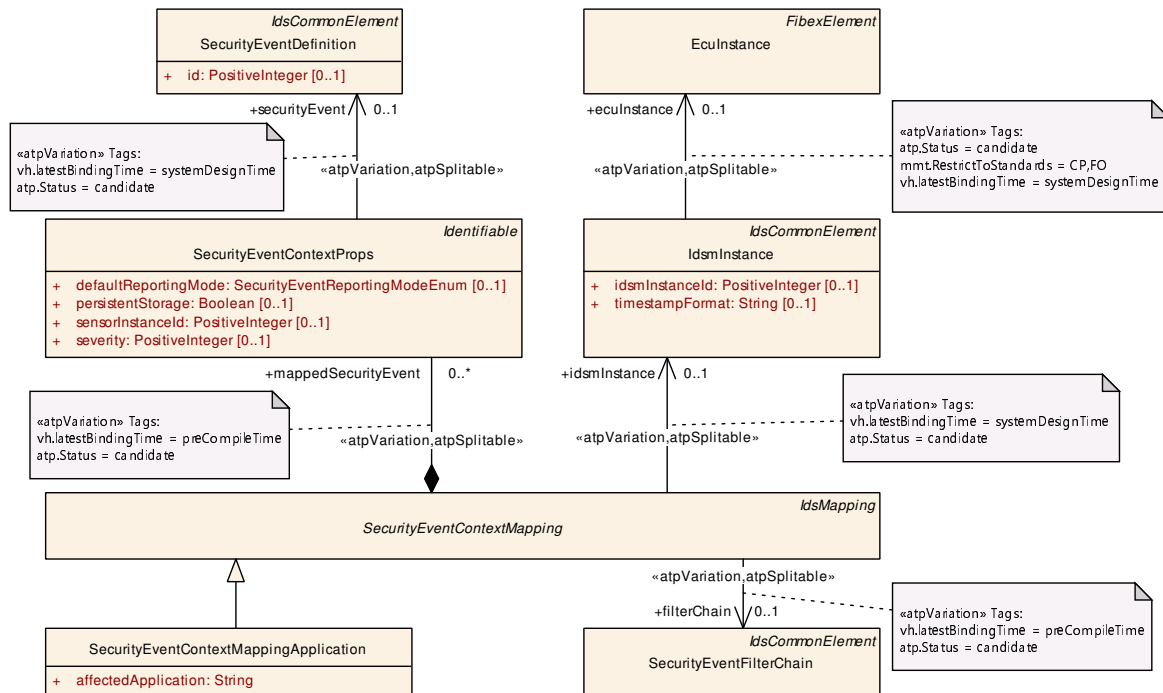 IdsCommonElement
SecurityEventDefinition
+ id: PositiveInteger [0..1]
FibexElement
EcuInstance
+securityEvent 0..1
+ecuInstance 0..1
«atpVariation» Tags:
vh.latestBindingTime = systemDesignTime
atp.Status = candidate
«atpVariation,atpSplitable»
«atpVariation,atpSplitable»
«atpVariation» Tags:
atp.Status = candidate
mmt.RestrictToStandards = CP,FO
vh.latestBindingTime = systemDesignTime
Identifiable
SecurityEventContextProps
+ defaultReportingMode: SecurityEventReportingModeEnum [0..1]
+ persistentStorage: Boolean [0..1]
+ sensorInstanceId: PositiveInteger [0..1]
+ severity: PositiveInteger [0..1]
IdsCommonElement
IdsmInstance
+ idsmInstanceId: PositiveInteger [0..1]
+ timestampFormat: String [0..1]
+mappedSecurityEvent 0..*
+idsmInstance 0..1
«atpVariation» Tags:
vh.latestBindingTime = preCompileTime
atp.Status = candidate
«atpVariation,atpSplitable»
«atpVariation,atpSplitable»
«atpVariation» Tags:
vh.latestBindingTime = systemDesignTime
atp.Status = candidate
IdsMapping
SecurityEventContextMapping
«atpVariation,atpSplitable»
+filterChain 0..1
«atpVariation» Tags:
vh.latestBindingTime = preCompileTime
atp.Status = candidate
SecurityEventContextMappingApplication
+ affectedApplication: String
IdsCommonElement
SecurityEventFilterChain